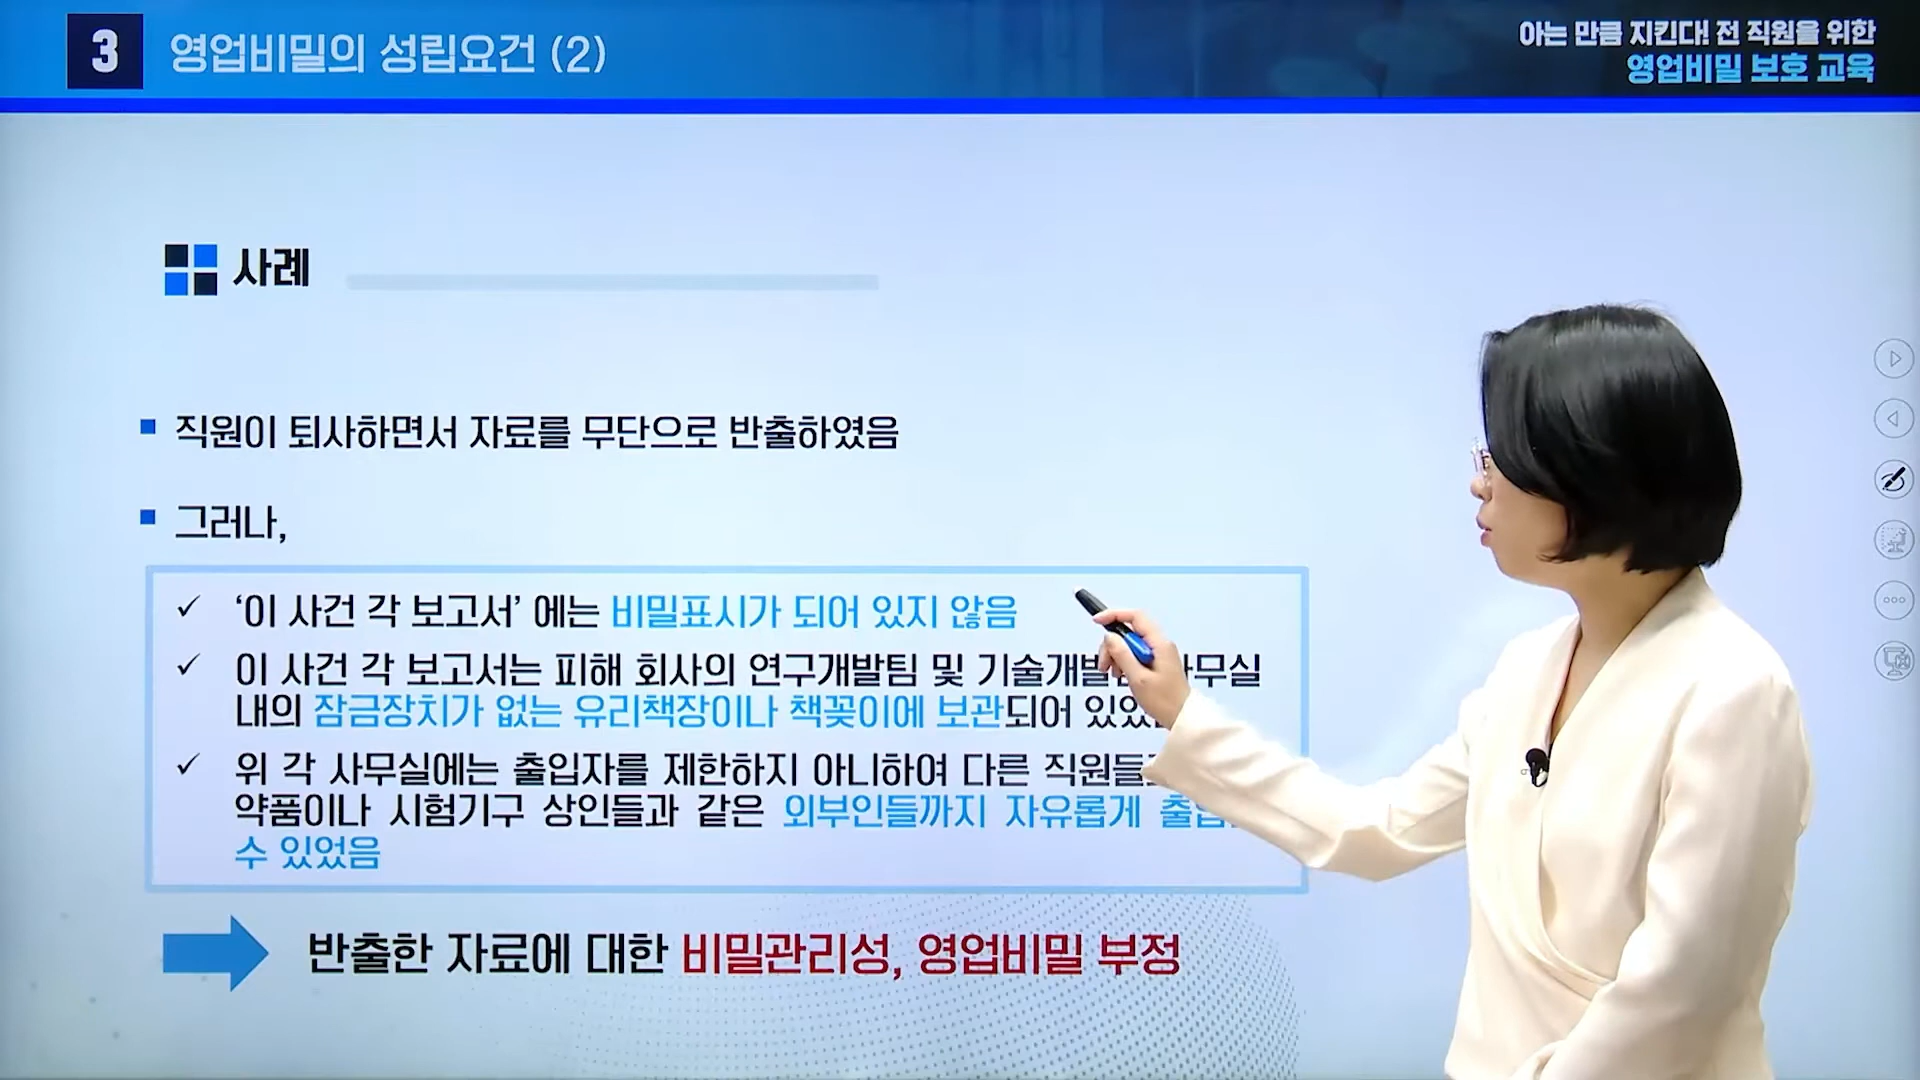 3 영업비밀의 성립요건 (2)
아는 만큼 지킨다! 전 직원을 위한
영업비밀 보호 교육
사례
직원이 퇴사하면서 자료를 무단으로 반출하였음
그러나,
‘이 사건 각 보고서’ 에는 비밀표시가 되어 있지 않음
이 사건 각 보고서는 피해 회사의 연구개발팀 및
내의 잠금장치가 없는 유리책장이나 책꽂이에 보관되어
위 각 사무실에는 출입자를 제한하지 아니하여 다른
약품이나 시험기구 상인들과 같은 외부인들까지 자유롭게
수 있었음
반출한 자료에 대한 비밀관리성, 영업비밀 부정